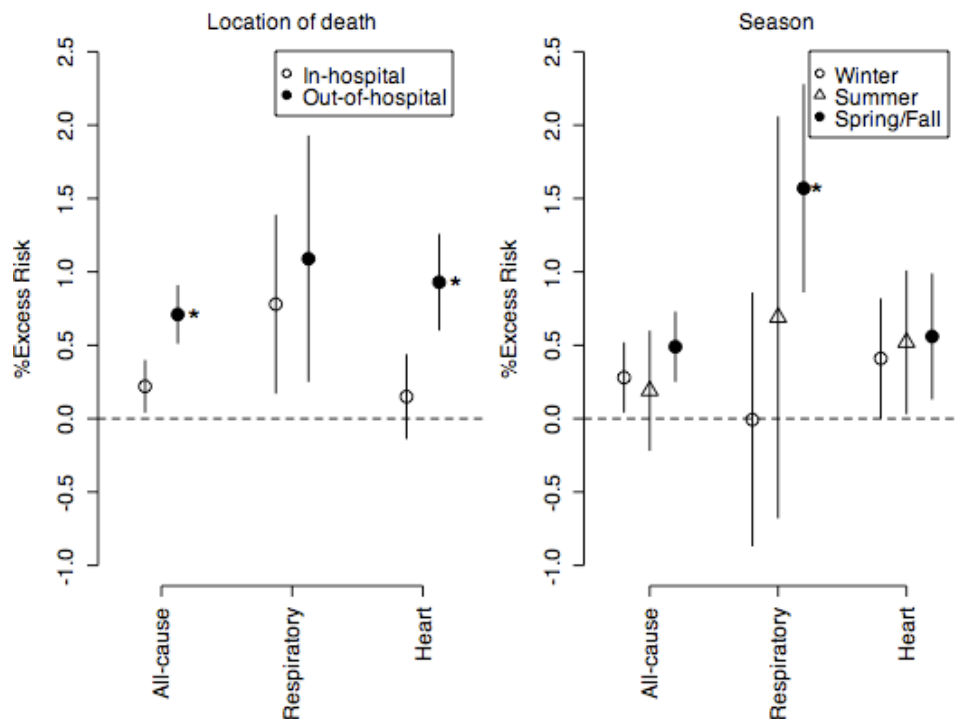 Location of death
2.5
2.0
1.5
1.0
0.5
0.0
-0.5
-1.0
%Excess Risk
In-hospital
Out-of-hospital
*
*
All-cause
Respiratory
Heart
Season
2.5
2.0
1.5
1.0
0.5
0.0
-0.5
-1.0
%Excess Risk
Winter
Summer
Spring/Fall
*
All-cause
Respiratory
Heart